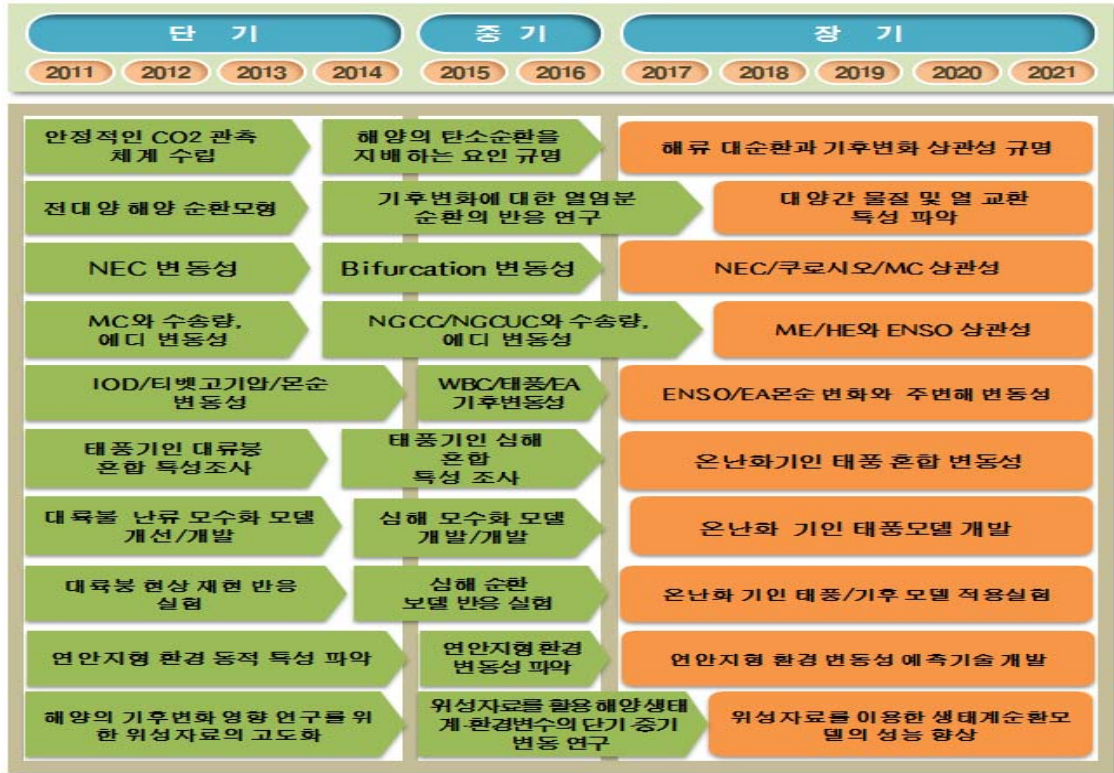 단 기
중 기
장 기
2011 2012 2013 2014 2015 2016 2017 2018 2019 2020 2021
안정적인 CO2 관측
체계 수립
해양의 탄소순환을
지배하는 요인 규명
해류 대순환과 기후변화 상관성 규명
전대양 해양 순환모형
기후변화에 대한 열염분
순환의 반응 연구
대양간 물질 및 열 교환
특성 파악
NEC 변동성
Bifurcation 변동성
NEC/쿠로시오/MC 상관성
MC와 수송량,
에디 변동성
NGCC/NGCUC와 수송량,
에디 변동성
ME/HE와 ENSO 상관성
IOD/티벳고기압/몬순
변동성
WBC/태풍/EA
기후변동성
ENSO/EA몬순 변화와 주변해 변동성
태풍기인 대류붕
혼합 특성조사
태풍기인 심해
혼합
특성 조사
온난화기인 태풍 혼합 변동성
대륙불 난류 모수화 모델
개선/개발
심해 모수화 모델
개발/개발
온난화 기인 태풍모델 개발
대륙붕 현상 재현 반응
실험
심해 순환
모델 반응 실험
온난화 기인 태풍/기후 모델 적용실험
연안지형 환경 동적 특성 파악
연안지형 환경
변동성 파악
연안지형 환경 변동성 예측기술 개발
해양의 기후변화 영향 연구를 위
한 위성자료의 고도화
위성자료를 활용 해양생태
계·환경변수의 단기·중기
변동 연구
위성자료를 이용한 생태계순환모
델의 성능 향상